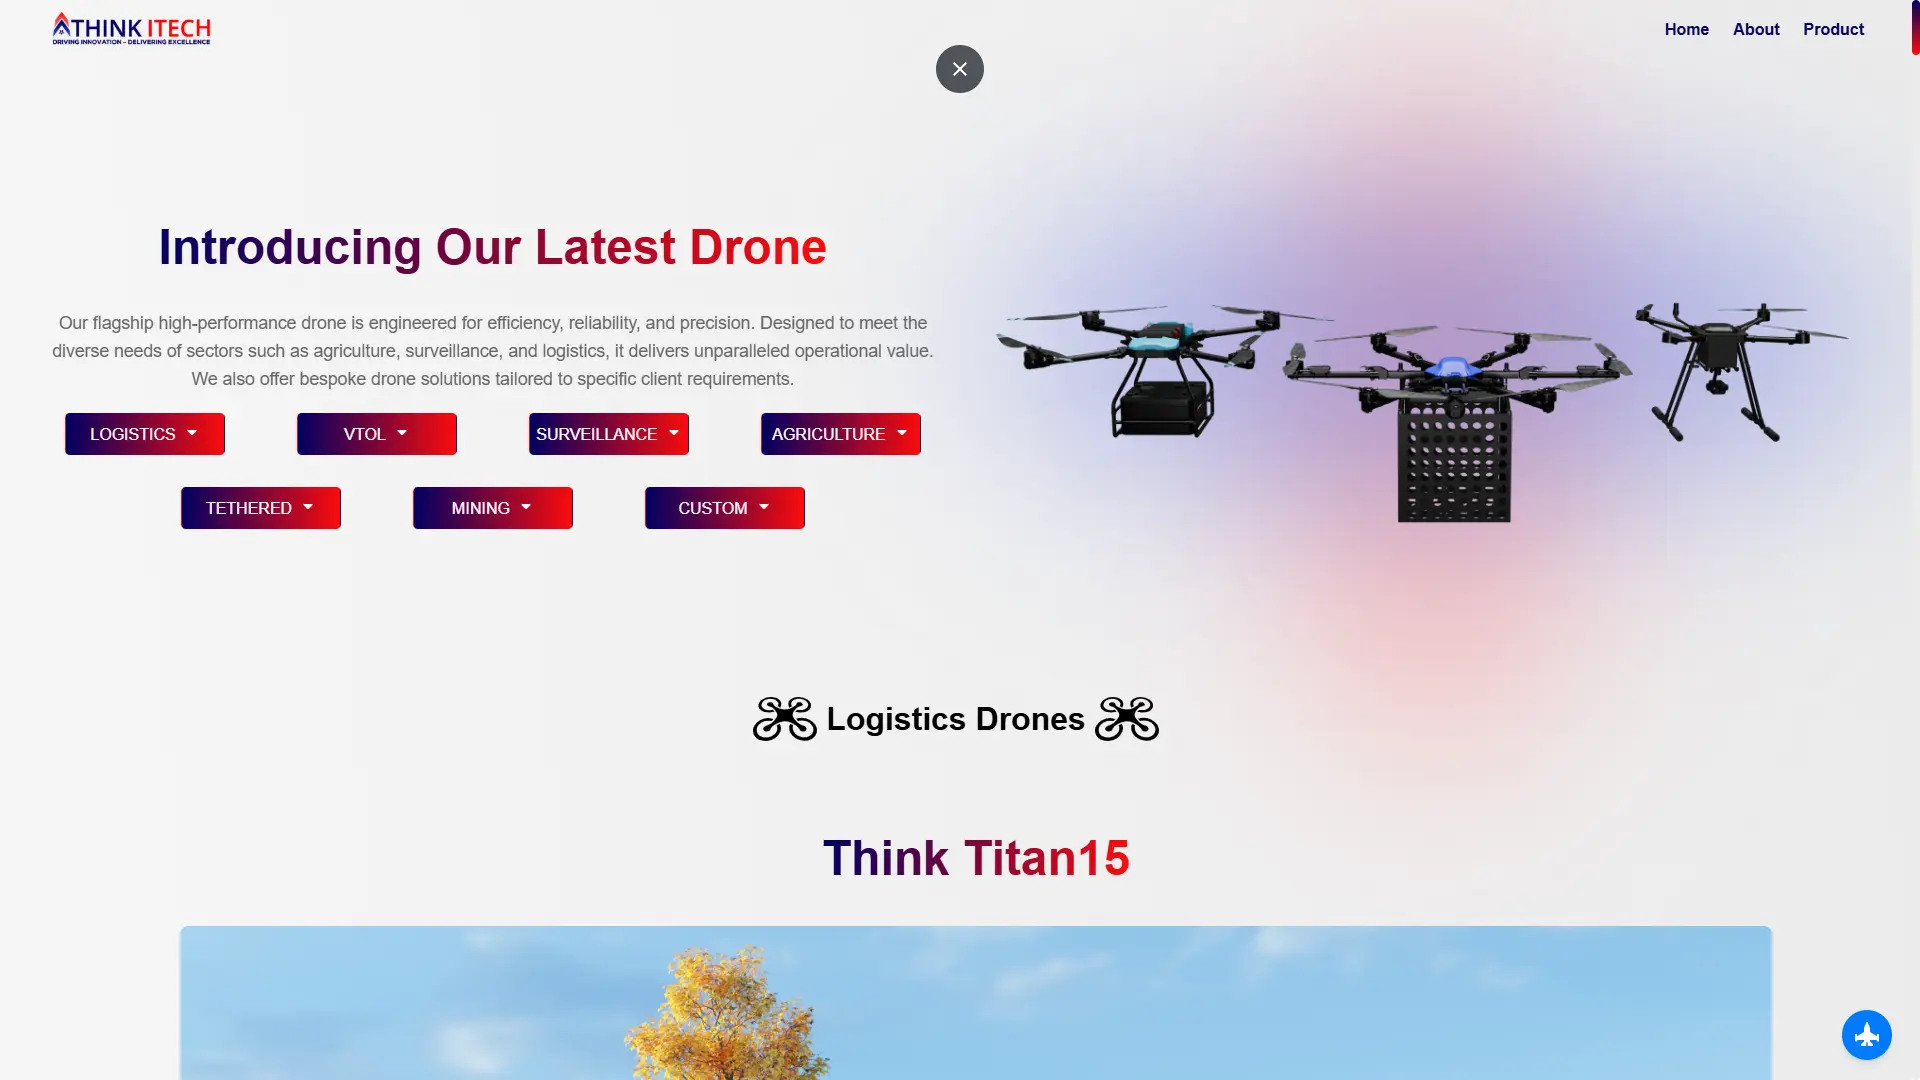 THINK ITECH
DRIVING INNOVATION - DELIVERING EXCELLENCE
Home
About
Product
Introducing Our Latest Drone
Our flagship high-performance drone is engineered for efficiency, reliability, and precision. Designed to meet the
diverse needs of sectors such as agriculture, surveillance, and logistics, it delivers unparalleled operational value.
We also offer bespoke drone solutions tailored to specific client requirements.
LOGISTICS
VTOL
SURVEILLANCE
AGRICULTURE
TETHERED
MINING
CUSTOM
Logistics Drones
Think Titan15